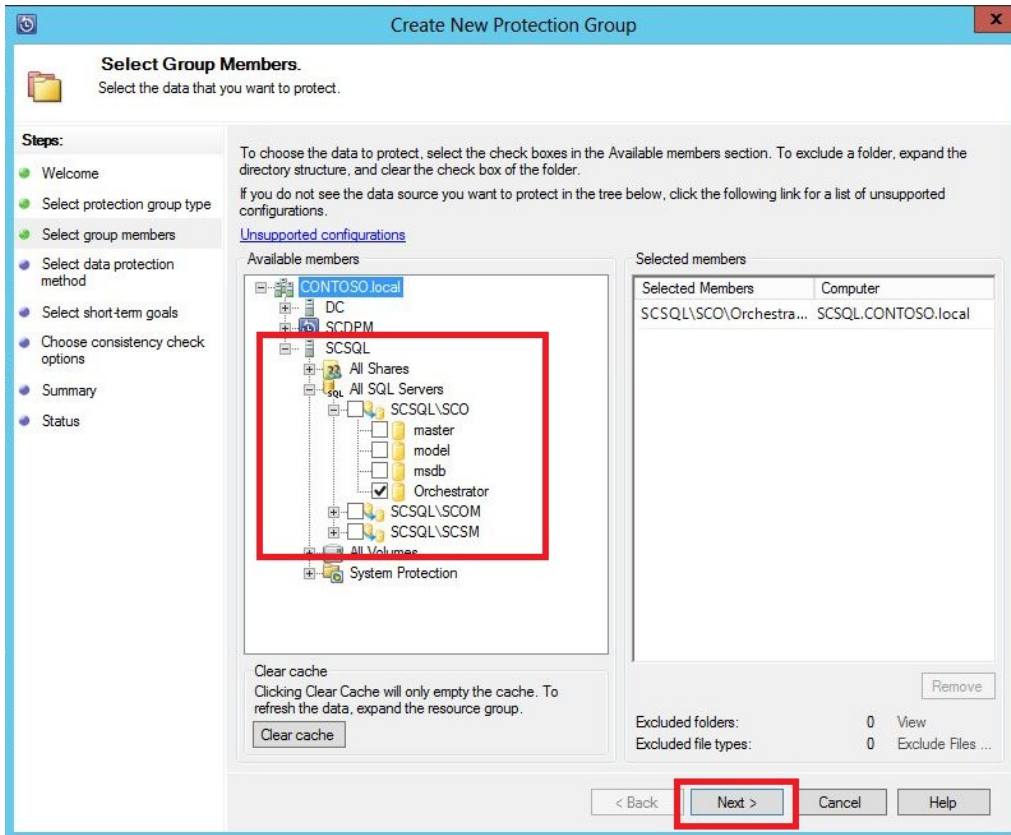 Create New Protection Group
x
Select Group Members.
Select the data that you want to protect.
Steps:
Welcome
Select protection group type
Select group members
Select data protection
method
Select short-term goals
Choose consistency check
options
Summary
Status
To choose the data to protect, select the check boxes in the Available members section. To exclude a folder, expand the
directory structure, and clear the check box of the folder.
If you do not see the data source you want to protect in the tree below, click the following link for a list of unsupported
configurations.
Unsupported configurations
Available members
CONTOSO.local
DC
SCDPM
SCSQL
All Shares
SQL All SQL Servers
SCSQL\SCO
master
model
msdb
Orchestrator
SCSQL\SCOM
SCSQL\SCSM
All Volumes
System Protection
Clear cache
Clicking Clear Cache will only empty the cache. To
refresh the data, expand the resource group.
Clear cache
Selected members
Selected Members Computer
SCSQL\SCO\Orchestra... SCSQL.CONTOSO.local
Remove
Excluded folders: 0 View
Excluded file types: 0 Exclude Files ...
< Back Next > Cancel Help